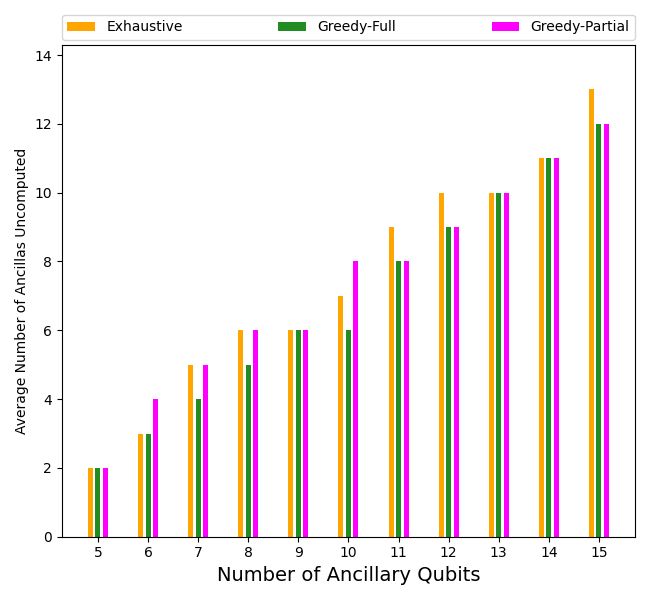 Exhaustive Greedy-Full Greedy-Partial
14
12
10
8
6
4
2
0
Average Number of Ancillas Uncomputed
5 6 7 8 9 10 11 12 13 14 15
Number of Ancillary Qubits